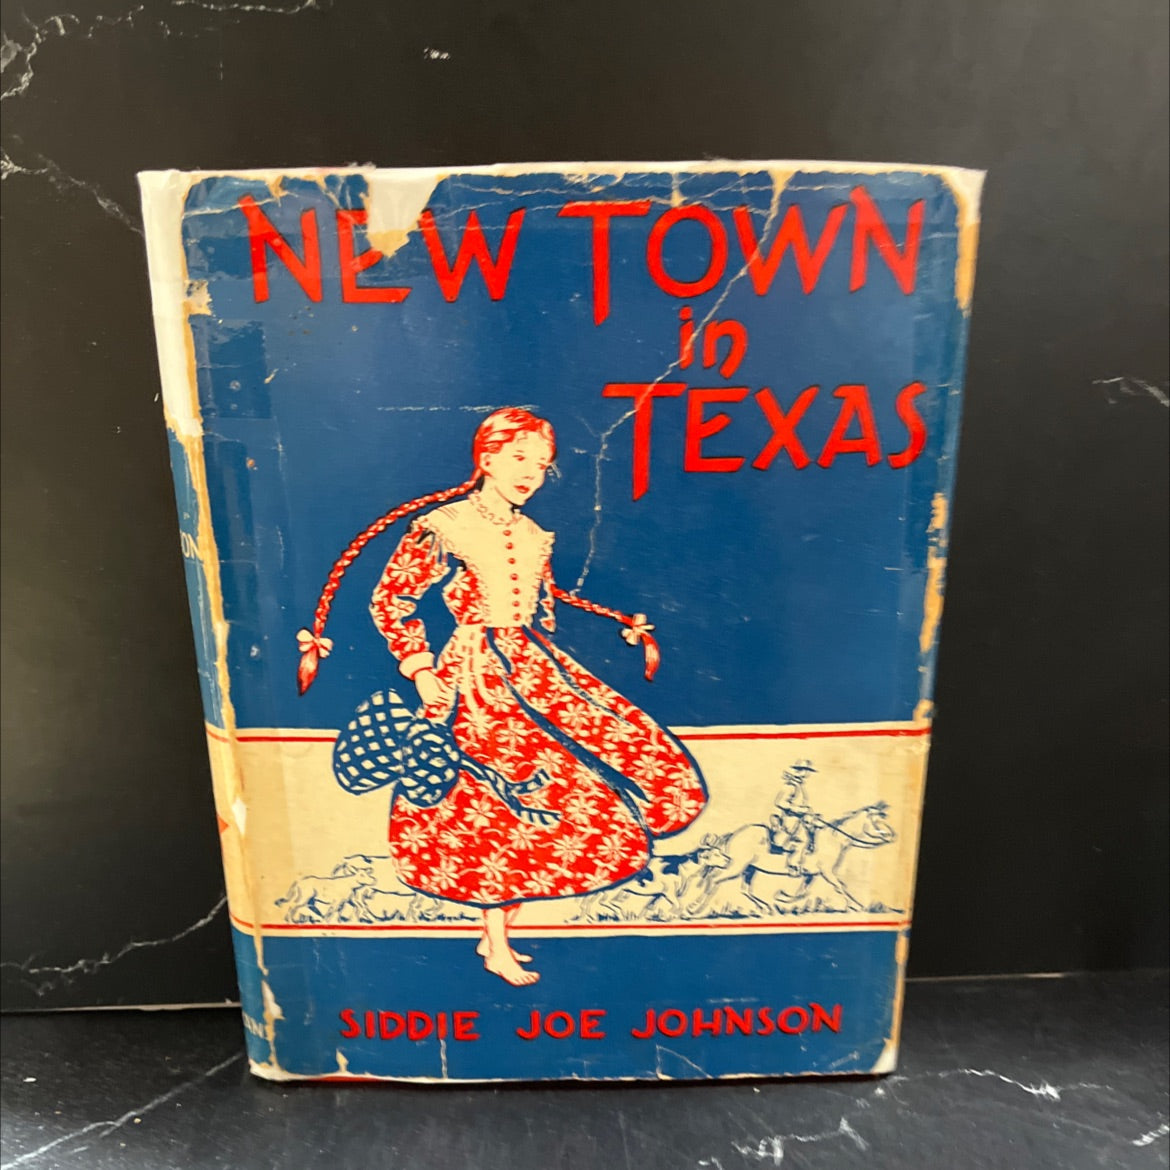 NEW TOWN
in
TEXAS
SIDDIE JOE JOHNSON